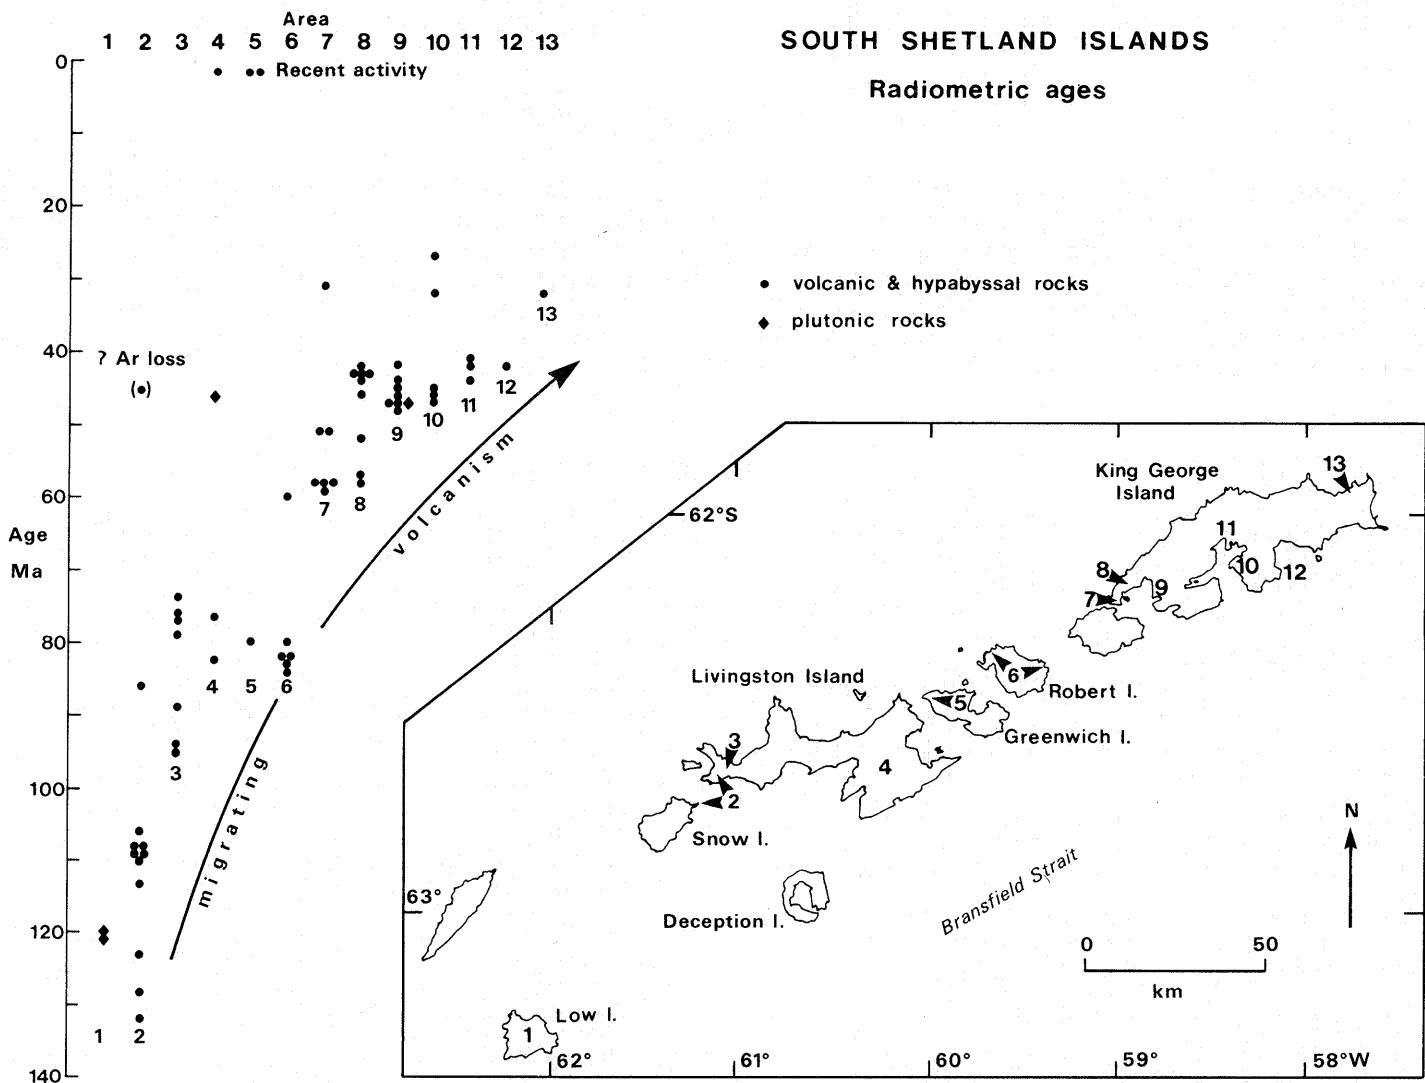 Area
1 2 3 4 5 6 7 8 9 10 11 12 13
Recent activity
SOUTH SHETLAND ISLANDS
Radiometric ages
0
20
40
60
Age
Ma
80
100
120
140
volcanic & hypabyssal rocks
plutonic rocks
? Ar loss
( )
13
12
11
10
9
8
7
6
5
4
3
2
1
migrating volcanism
62°S
63°
King George
Island
13
11
10
12
8
9
7
Livingston Island
6
Robert I.
5
Greenwich I.
3
4
2
Snow I.
Deception I.
Bransfield Strait
N
0 50
km
Low I.
1
62° 61° 60° 59° 58°W